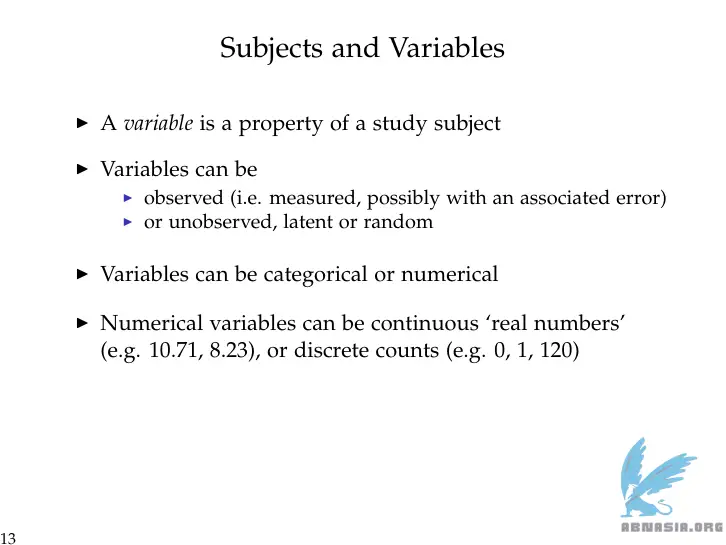 Subjects and Variables
▶ A variable is a property of a study subject
▶ Variables can be
▶ observed (i.e. measured, possibly with an associated error)
▶ or unobserved, latent or random
▶ Variables can be categorical or numerical
▶ Numerical variables can be continuous ‘real numbers’
(e.g. 10.71, 8.23), or discrete counts (e.g. 0, 1, 120)
ABNASIA.ORG
13